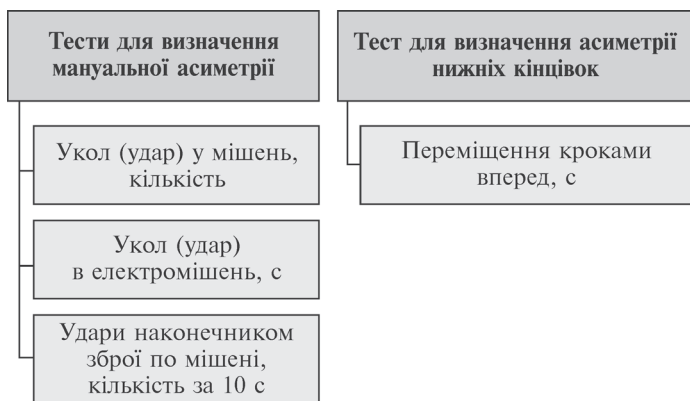 Тести для визначення
мануальної асиметрії
Укол (удар) у мішень,
кількість
Укол (удар)
в електромішень, с
Удари наконечником
зброї по мішені,
кількість за 10 с
Тест для визначення асиметрії
нижніх кінцівок
Переміщення кроками
вперед, с